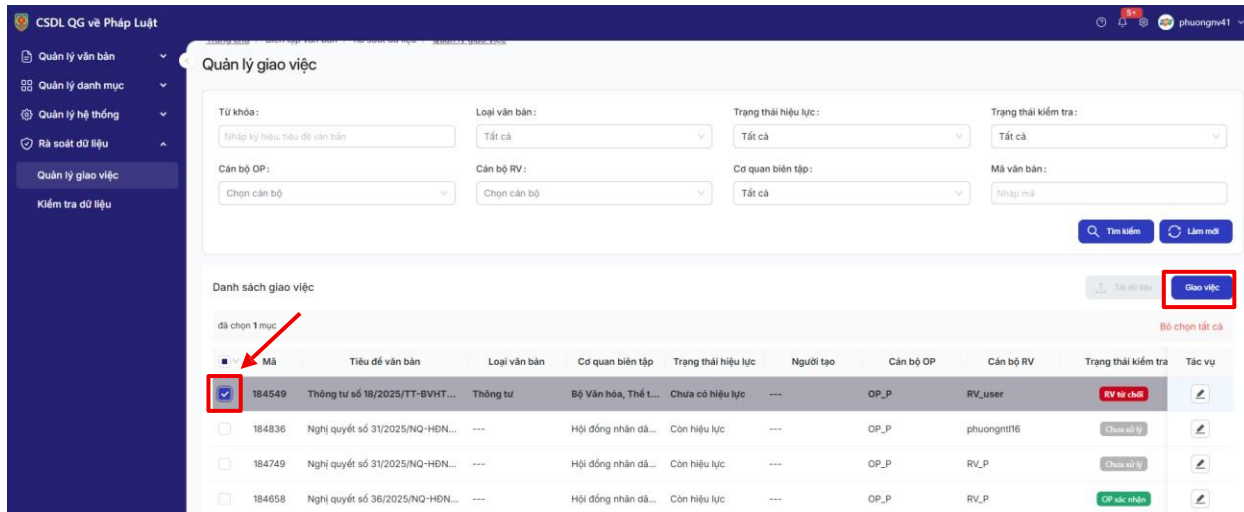 CSDL QG về Pháp Luật
5+
phuongnv41
Quản lý văn bản
Quản lý danh mục
Quản lý hệ thống
Rà soát dữ liệu
Quản lý giao việc
Kiểm tra dữ liệu
Quản lý giao việc
Từ khóa: Loại văn bản: Trạng thái hiệu lực: Trạng thái kiểm tra:
Nhập ký hiệu, tiêu đề văn bản Tất cả Tất cả Tất cả
Cán bộ OP: Cán bộ RV: Cơ quan biên tập: Mã văn bản:
Chọn cán bộ Chọn cán bộ Tất cả Nhập mã
Tìm kiếm Làm mới
Danh sách giao việc Tải dữ liệu Giao việc
đã chọn 1 mục Bỏ chọn tất cả
Mã Tiêu đề văn bản Loại văn bản Cơ quan biên tập Trạng thái hiệu lực Người tạo Cán bộ OP Cán bộ RV Trạng thái kiểm tra Tác vụ
184549 Thông tư số 18/2025/TT-BVHT... Thông tư Bộ Văn hóa, Thể t... Chưa có hiệu lực --- OP_P RV_user RV từ chối
184836 Nghị quyết số 31/2025/NQ-HĐN... --- Hội đồng nhân dâ... Còn hiệu lực --- OP_P phuongntl16 Chưa xử lý
184749 Nghị quyết số 35/2025/NQ-HĐN... --- Hội đồng nhân dâ... Còn hiệu lực --- OP_P RV_P Chưa xử lý
184658 Nghị quyết số 36/2025/NQ-HĐN... --- Hội đồng nhân dâ... Còn hiệu lực --- OP_P RV_P OP xác nhận